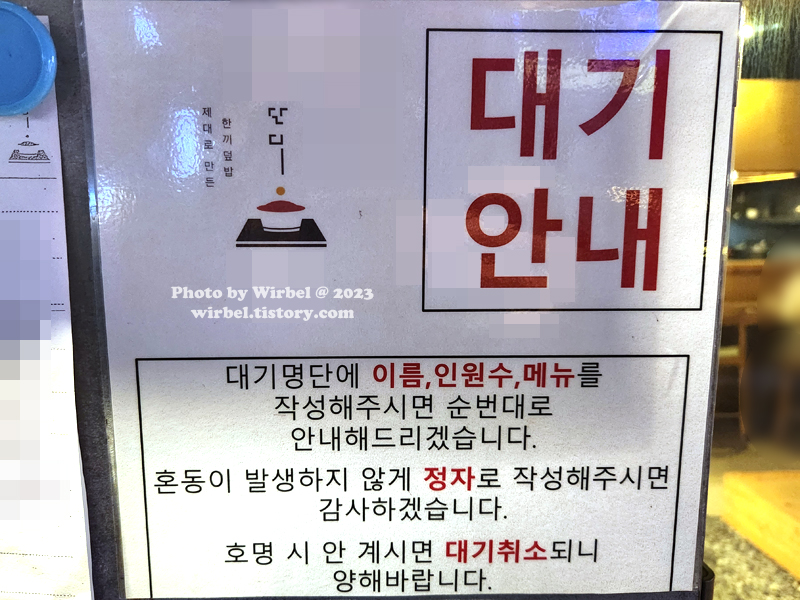 대기
안내
단디
한끼덮밥
제대로 만든
Photo by Wirbel @ 2023
wirbel.tistory.com
대기명단에 이름,인원수,메뉴를
작성해주시면 순번대로
안내해드리겠습니다.
혼동이 발생하지 않게 정자로 작성해주시면
감사하겠습니다.
호명 시 안 계시면 대기취소되니
양해바랍니다.